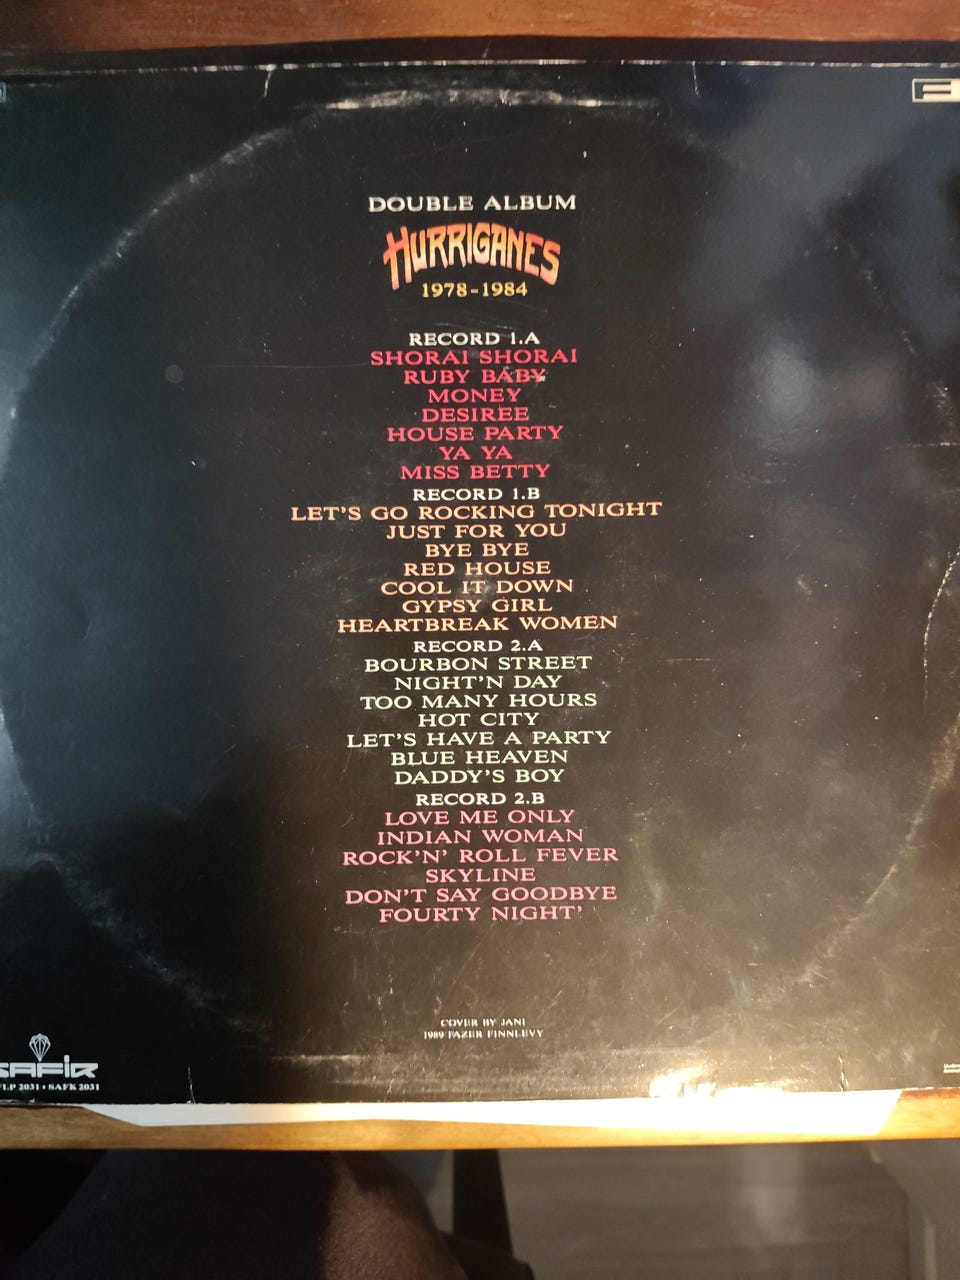 DOUBLE ALBUM
HURRIGANES
1978-1984
RECORD 1.A
SHORAI SHORAI
RUBY BABY
MONEY
DESIREE
HOUSE PARTY
YA YA
MISS BETTY
RECORD 1.B
LET'S GO ROCKING TONIGHT
JUST FOR YOU
BYE BYE
RED HOUSE
COOL IT DOWN
GYPSY GIRL
HEARTBREAK WOMEN
RECORD 2.A
BOURBON STREET
NIGHT'N DAY
TOO MANY HOURS
HOT CITY
LET'S HAVE A PARTY
BLUE HEAVEN
DADDY'S BOY
RECORD 2.B
LOVE ME ONLY
INDIAN WOMAN
ROCK'N' ROLL FEVER
SKYLINE
DON'T SAY GOODBYE
FOURTY NIGHT'
COVER BY JANI
1989 FAZER FINNLEVY
SAFIR
LP 2031 • SAFK 2031